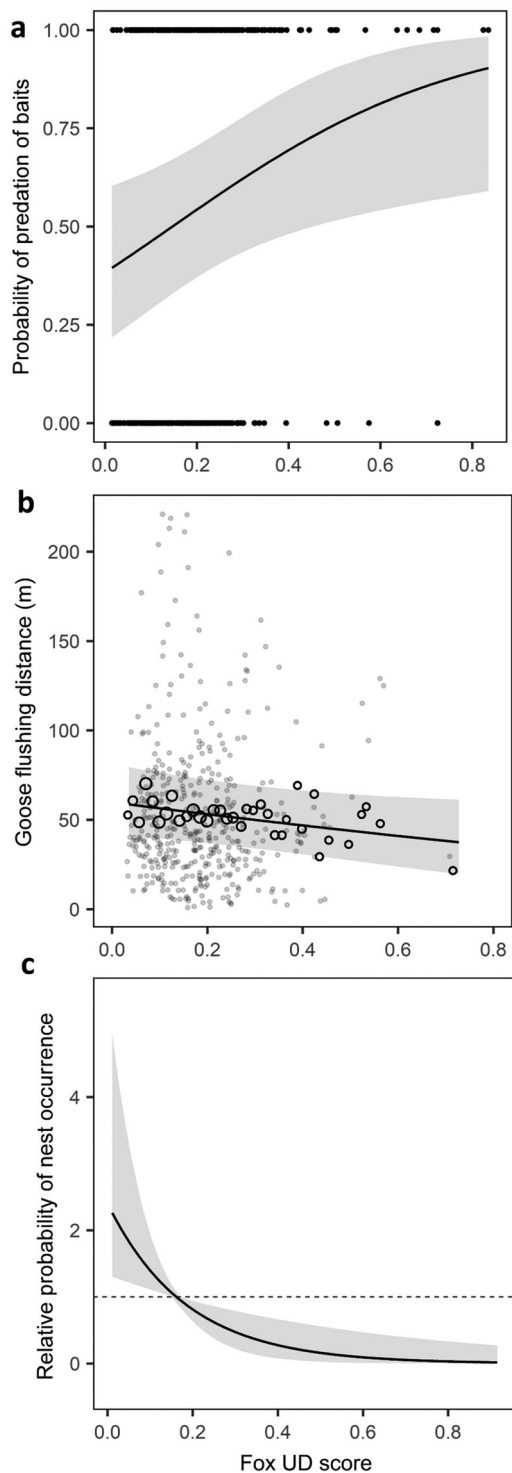 a
Probability of predation of baits
1.00
0.75
0.50
0.25
0.00
0.0 0.2 0.4 0.6 0.8
b
Goose flushing distance (m)
200
150
100
50
0
0.0 0.2 0.4 0.6 0.8
c
Relative probability of nest occurrence
4
2
0
0.0 0.2 0.4 0.6 0.8
Fox UD score